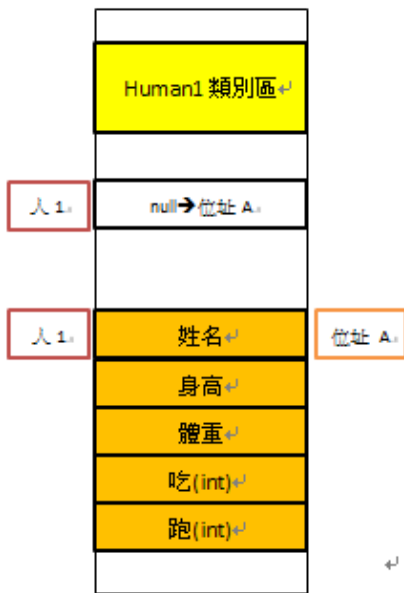 Human1 類別區
人 1
null→位址 A
人 1
姓名
位址 A
身高
體重
吃(int)
跑(int)